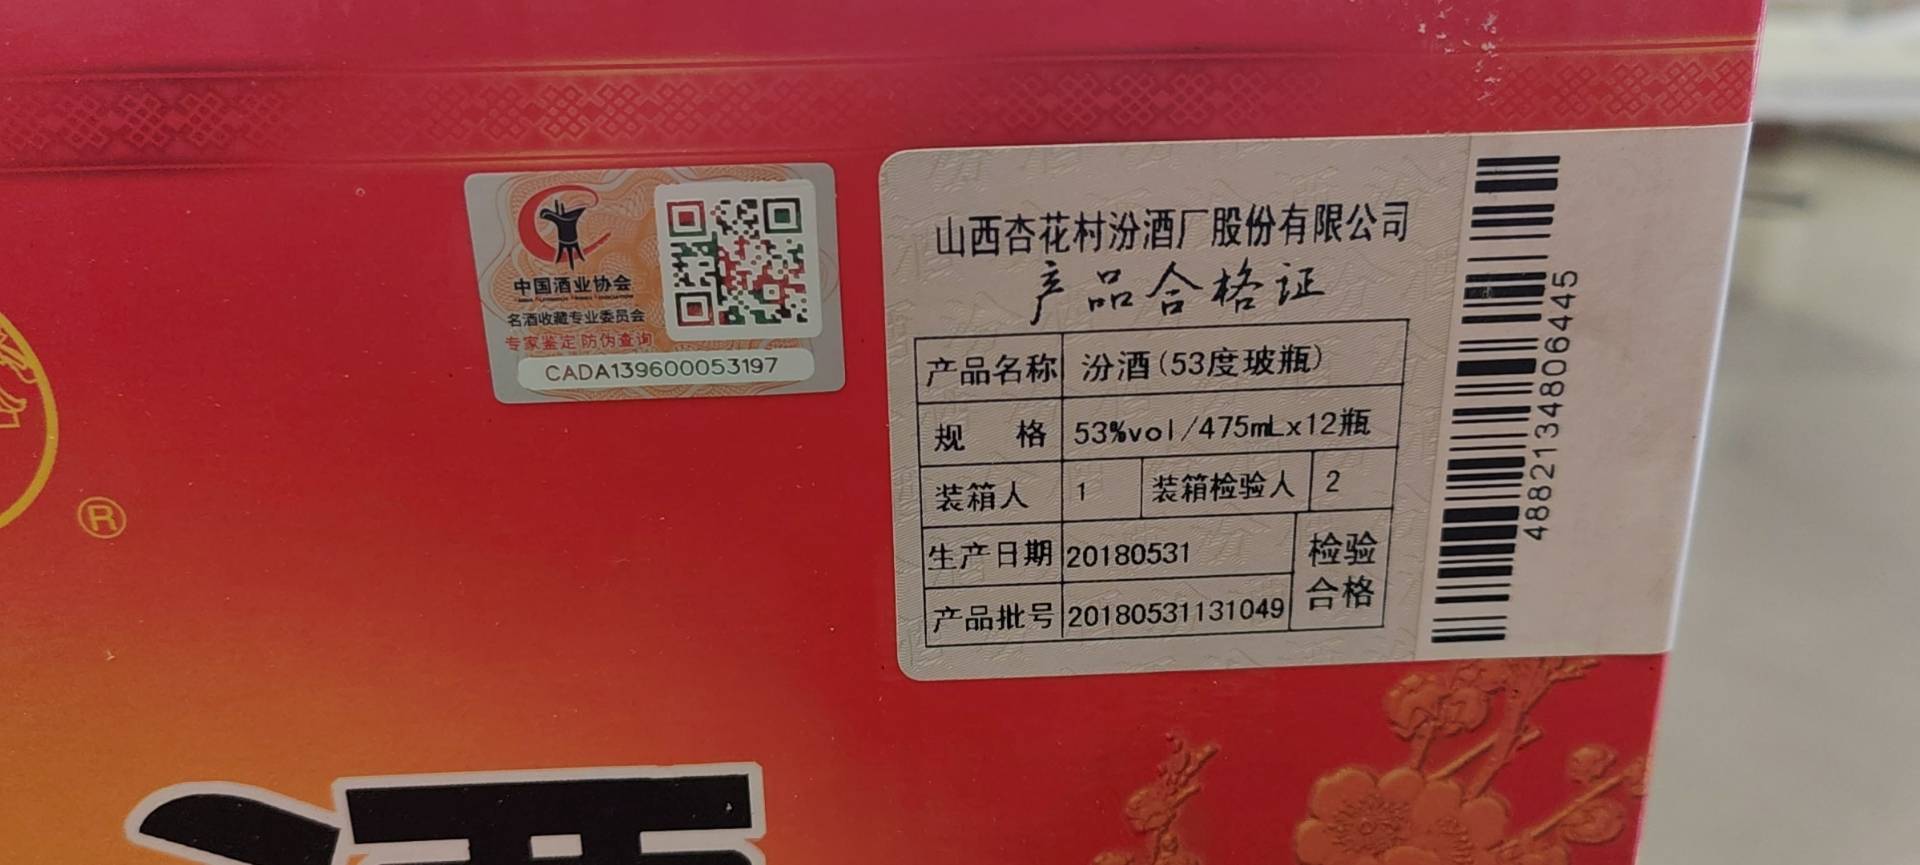 中国酒业协会
名酒收藏专业委员会
专家鉴定 防伪查询
CADA139600053197
山西杏花村汾酒厂股份有限公司
产品合格证
产品名称 汾酒(53度玻瓶)
规 格 53%vol/475mLx12瓶
装箱人 1 装箱检验人 2
生产日期 20180531 检验合格
产品批号 20180531131049
4882134806445
®
酒